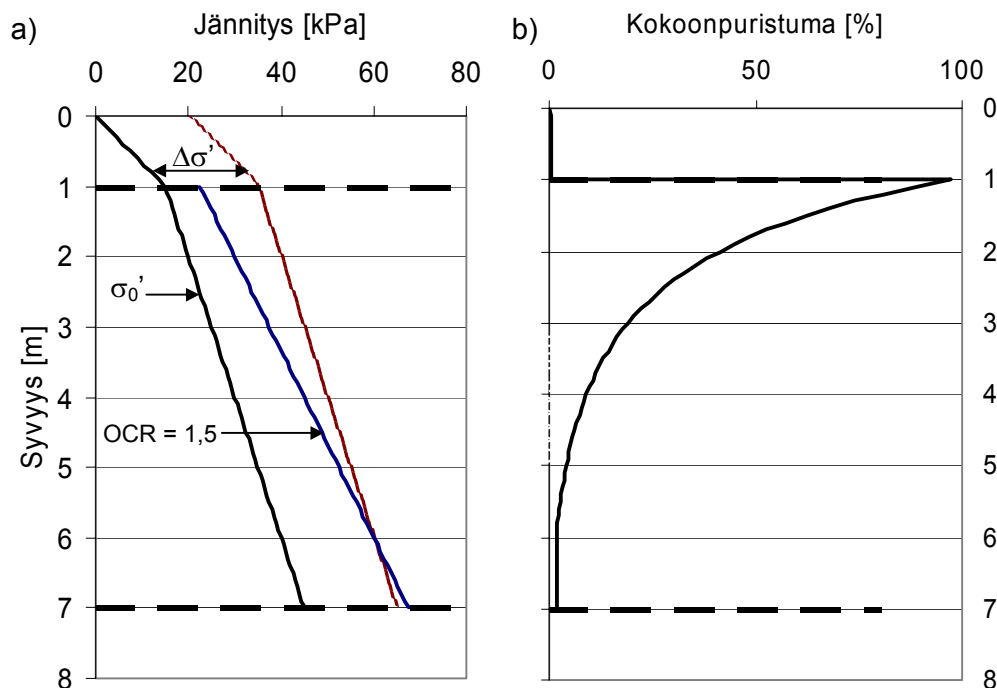 a)
Jännitys [kPa]
0 20 40 60 80
Syvyys [m]
0
1
2
3
4
5
6
7
8
Δσ'
σ0'
OCR = 1,5
b)
Kokoonpuristuma [%]
0 50 100
0
1
2
3
4
5
6
7
8